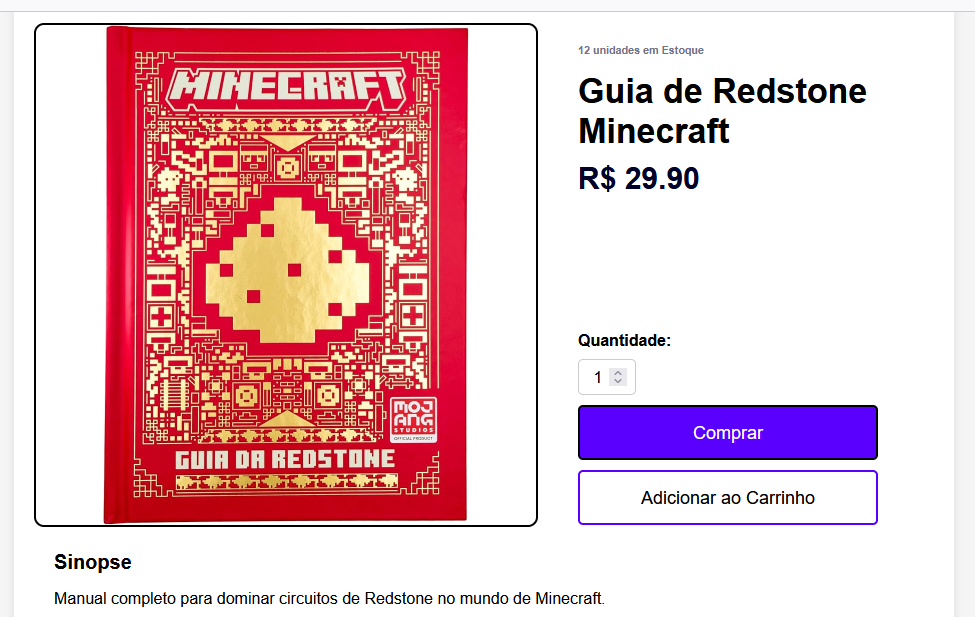 MINECRAFT
MOJ
ANG
STUDIOS
OFFICIAL PRODUCT
GUIA DA REDSTONE
12 unidades em Estoque
Guia de Redstone
Minecraft
R$ 29.90
Quantidade:
1
Comprar
Adicionar ao Carrinho
Sinopse
Manual completo para dominar circuitos de Redstone no mundo de Minecraft.